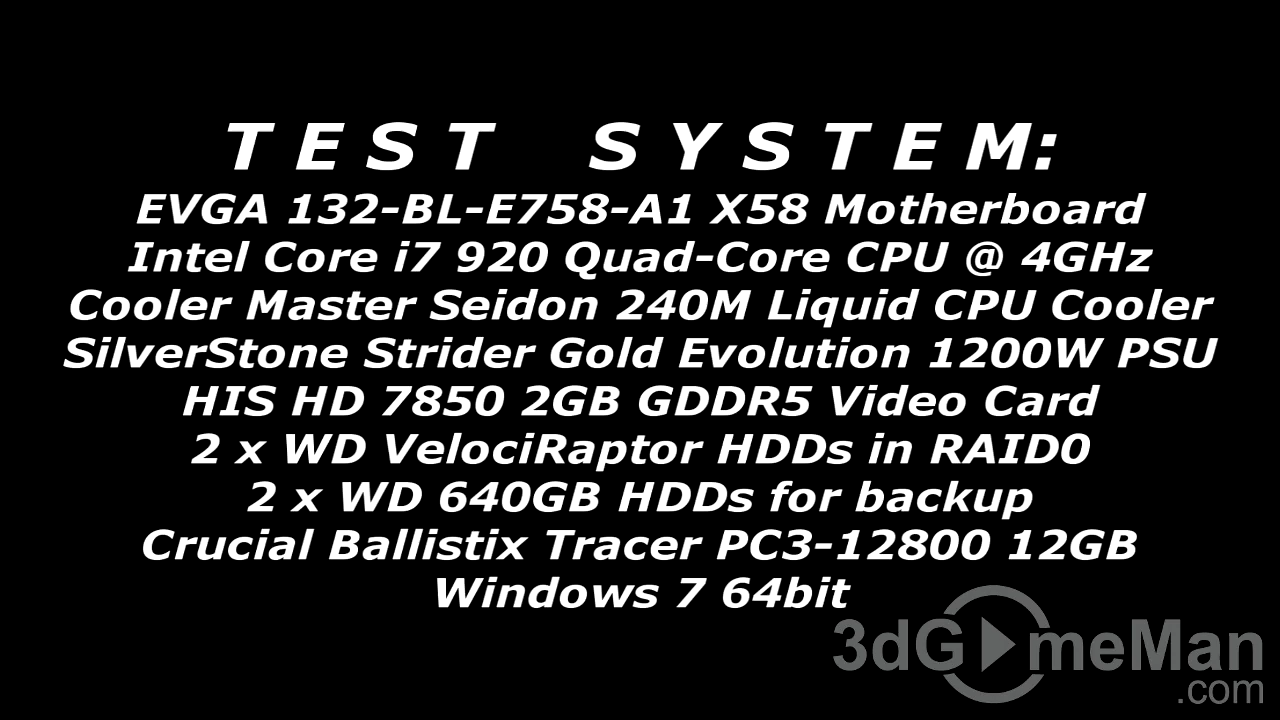 T E S T  S Y S T E M:
EVGA 132-BL-E758-A1 X58 Motherboard
Intel Core i7 920 Quad-Core CPU @ 4GHz
Cooler Master Seidon 240M Liquid CPU Cooler
SilverStone Strider Gold Evolution 1200W PSU
HIS HD 7850 2GB GDDR5 Video Card
2 x WD VelociRaptor HDDs in RAID0
2 x WD 640GB HDDs for backup
Crucial Ballistix Tracer PC3-12800 12GB
Windows 7 64bit
3dGameMan
.com